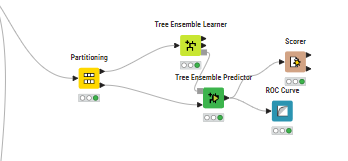 Tree Ensemble Learner
Scorer
Partitioning
Tree Ensemble Predictor
ROC Curve